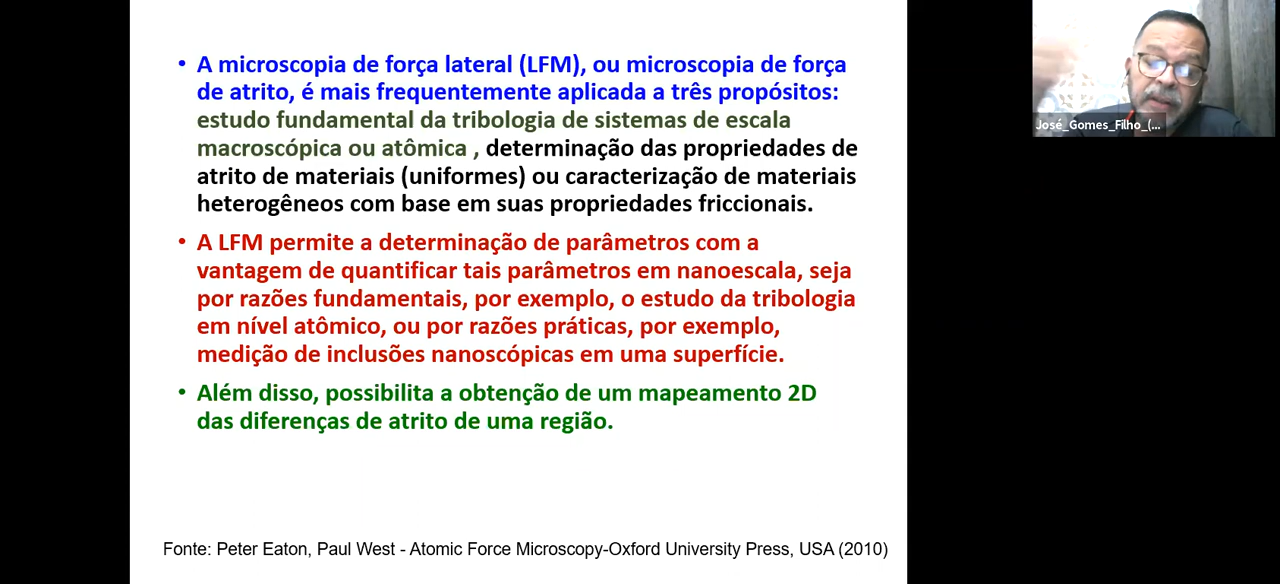 • A microscopia de força lateral (LFM), ou microscopia de força
de atrito, é mais frequentemente aplicada a três propósitos:
estudo fundamental da tribologia de sistemas de escala
macroscópica ou atômica , determinação das propriedades de
atrito de materiais (uniformes) ou caracterização de materiais
heterogêneos com base em suas propriedades friccionais.
• A LFM permite a determinação de parâmetros com a
vantagem de quantificar tais parâmetros em nanoescala, seja
por razões fundamentais, por exemplo, o estudo da tribologia
em nível atômico, ou por razões práticas, por exemplo,
medição de inclusões nanoscópicas em uma superfície.
• Além disso, possibilita a obtenção de um mapeamento 2D
das diferenças de atrito de uma região.
Fonte: Peter Eaton, Paul West - Atomic Force Microscopy-Oxford University Press, USA (2010)
José_Gomes_Filho_(...